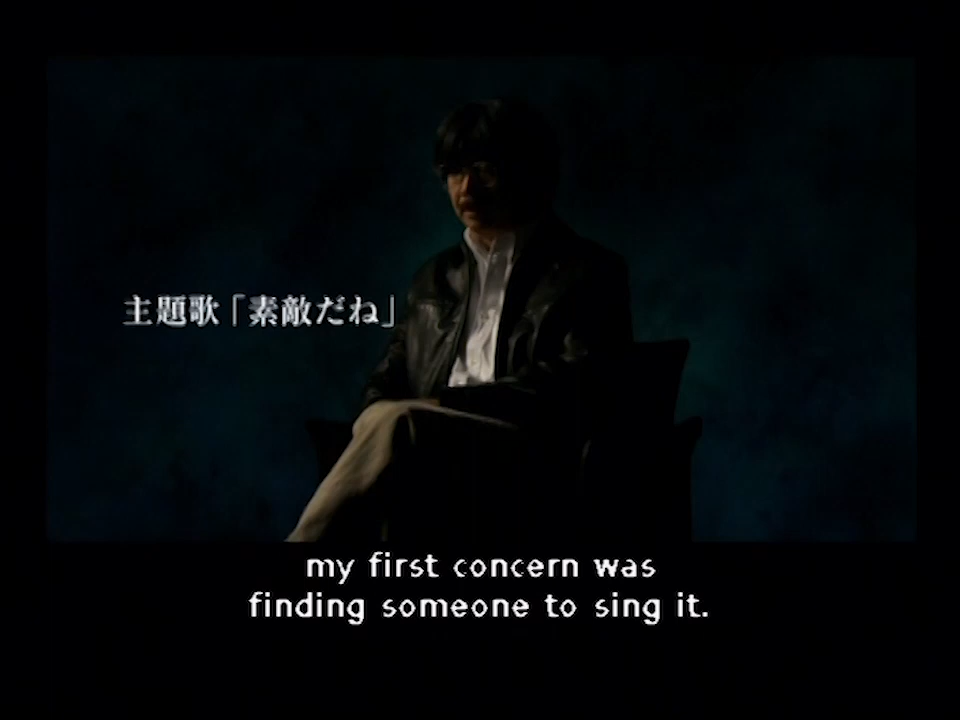 主題歌「素敵だね」
my first concern was
finding someone to sing it.